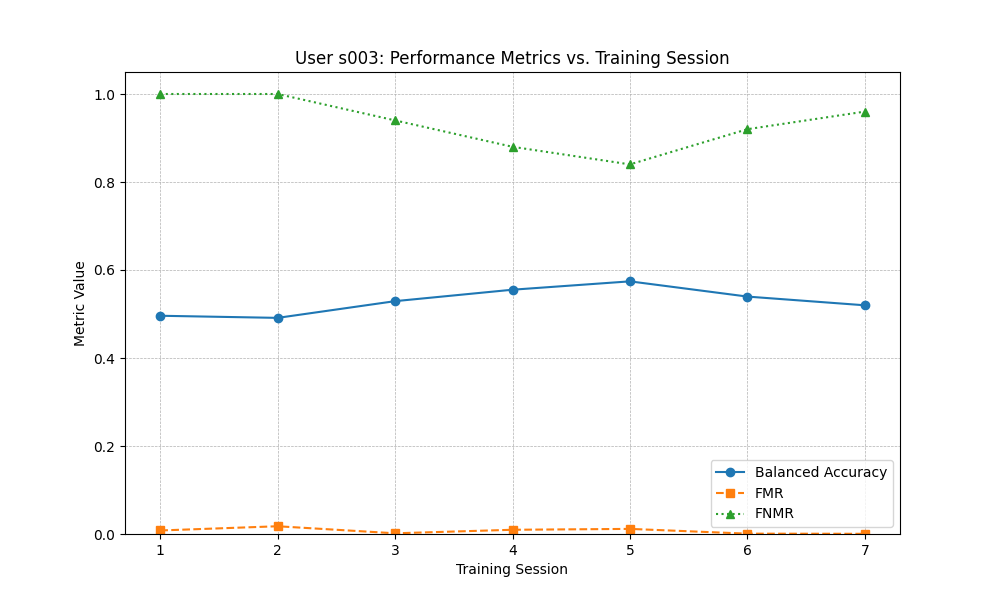 User s003: Performance Metrics vs. Training Session
Metric Value
1.0
0.8
0.6
0.4
0.2
0.0
Balanced Accuracy
FMR
FNMR
1 2 3 4 5 6 7
Training Session